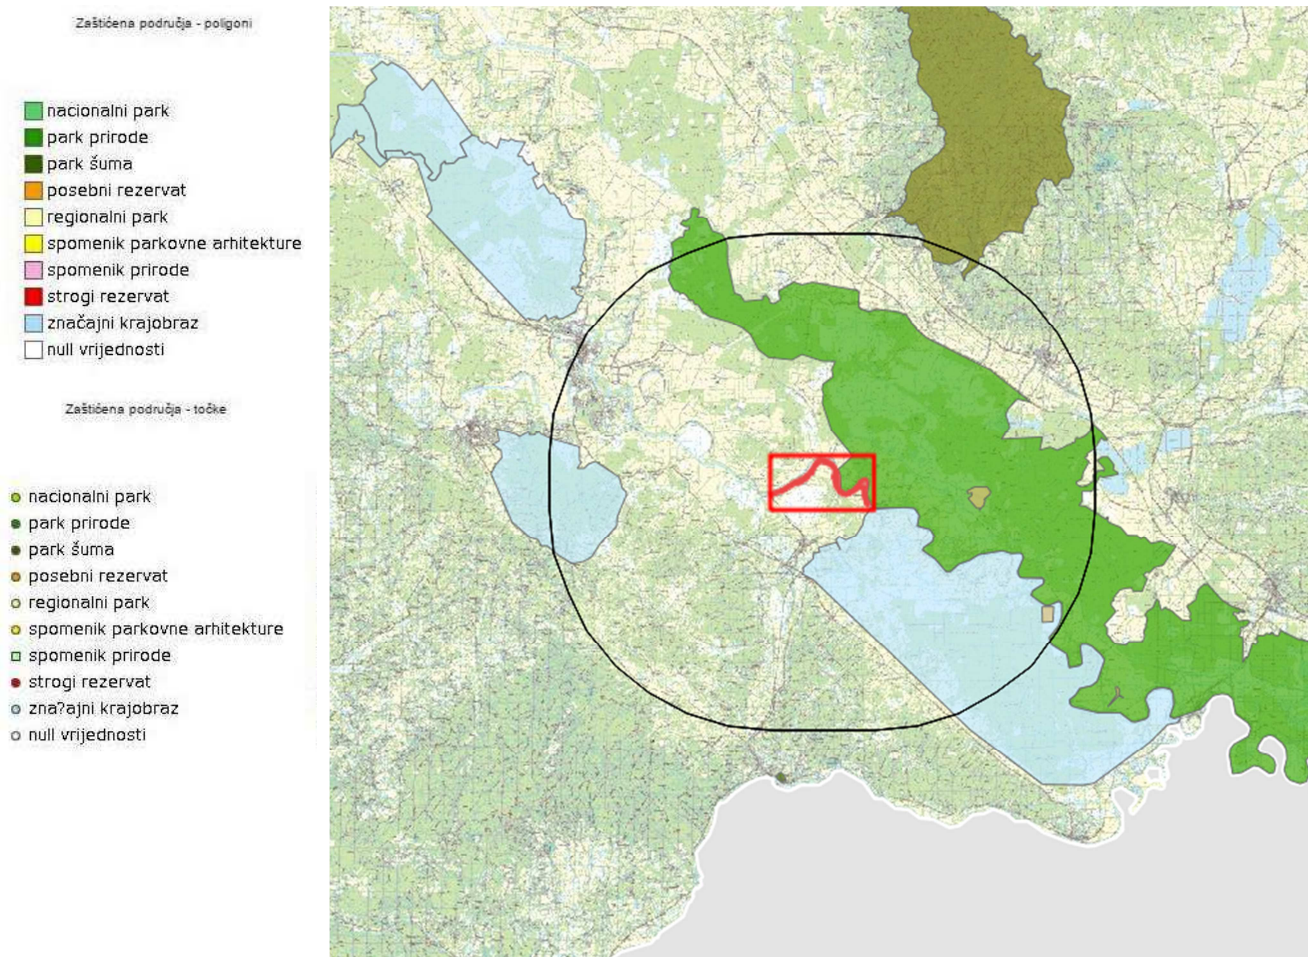 Zaštićena područja - poligoni
nacionalni park
park prirode
park šuma
posebni rezervat
regionalni park
spomenik parkovne arhitekture
spomenik prirode
strogi rezervat
značajni krajobraz
null vrijednosti
Zaštićena područja - točke
nacionalni park
park prirode
park šuma
posebni rezervat
regionalni park
spomenik parkovne arhitekture
spomenik prirode
strogi rezervat
zna?ajni krajobraz
null vrijednosti